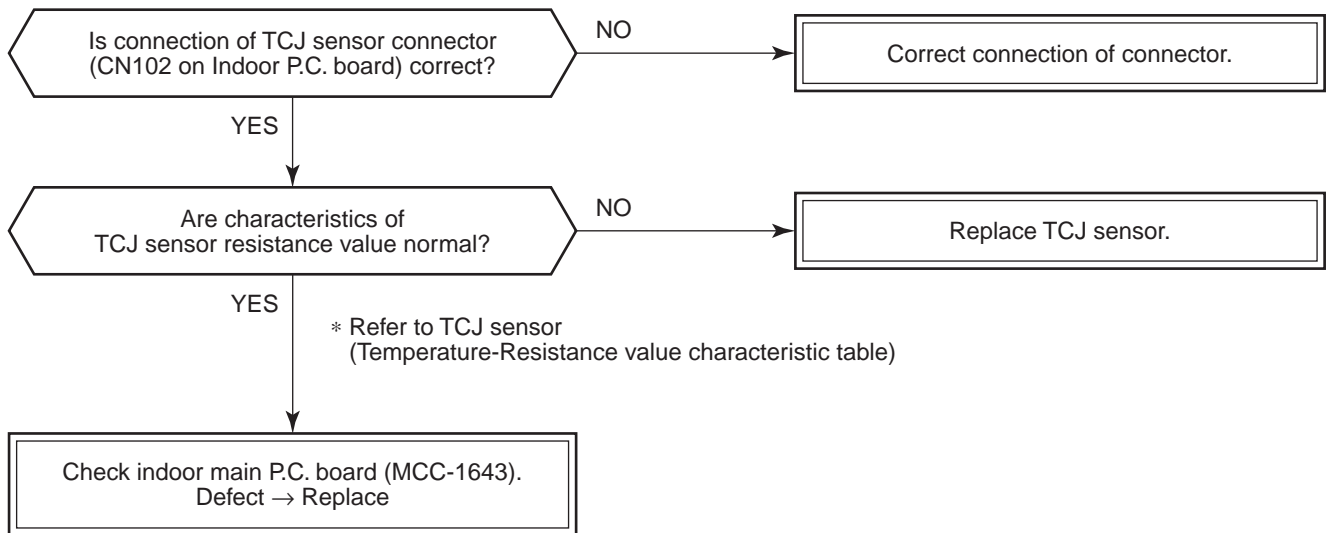 Is connection of TCJ sensor connector
(CN102 on Indoor P.C. board) correct?
NO
Correct connection of connector.
YES
Are characteristics of
TCJ sensor resistance value normal?
NO
Replace TCJ sensor.
YES
* Refer to TCJ sensor
(Temperature-Resistance value characteristic table)
Check indoor main P.C. board (MCC-1643).
Defect → Replace